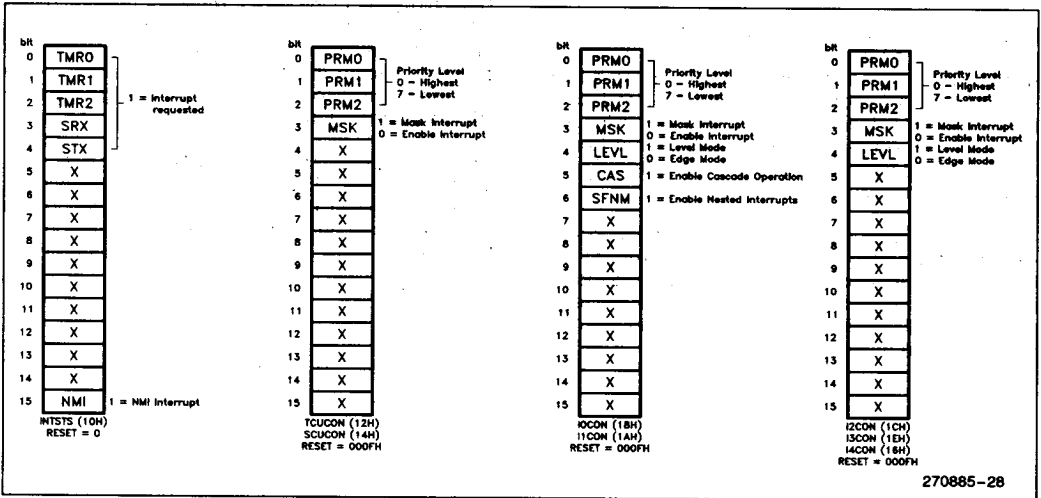 bit
0 TMR0
1 TMR1
2 TMR2
3 SRX
4 STX
5 X
6 X
7 X
8 X
9 X
10 X
11 X
12 X
13 X
14 X
15 NMI
1 = Interrupt
requested
1 = NMI Interrupt
INTSTS (10H)
RESET = 0
bit
0 PRM0
1 PRM1
2 PRM2
3 MSK
4 X
5 X
6 X
7 X
8 X
9 X
10 X
11 X
12 X
13 X
14 X
15 X
Priority Level
0 - Highest
7 - Lowest
1 = Mask Interrupt
0 = Enable Interrupt
TCUCON (12H)
SCUCON (14H)
RESET = 000FH
bit
0 PRM0
1 PRM1
2 PRM2
3 MSK
4 LEVL
5 CAS
6 SFNM
7 X
8 X
9 X
10 X
11 X
12 X
13 X
14 X
15 X
Priority Level
0 - Highest
7 - Lowest
1 = Mask Interrupt
0 = Enable Interrupt
1 = Level Mode
0 = Edge Mode
1 = Enable Cascade Operation
1 = Enable Nested Interrupts
I0CON (18H)
I1CON (1AH)
RESET = 000FH
bit
0 PRM0
1 PRM1
2 PRM2
3 MSK
4 LEVL
5 X
6 X
7 X
8 X
9 X
10 X
11 X
12 X
13 X
14 X
15 X
Priority Level
0 - Highest
7 - Lowest
1 = Mask Interrupt
0 = Enable Interrupt
1 = Level Mode
0 = Edge Mode
I2CON (1CH)
I3CON (1EH)
I4CON (16H)
RESET = 000FH
270885-28